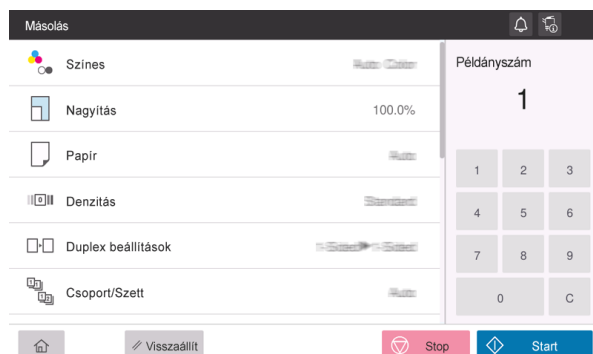 Másolás
Színes
Nagyítás 100.0%
Papír
Denzitás
Duplex beállítások
Csoport/Szett
Példányszám
1
1 2 3
4 5 6
7 8 9
0 C
Visszaállít
Stop
Start